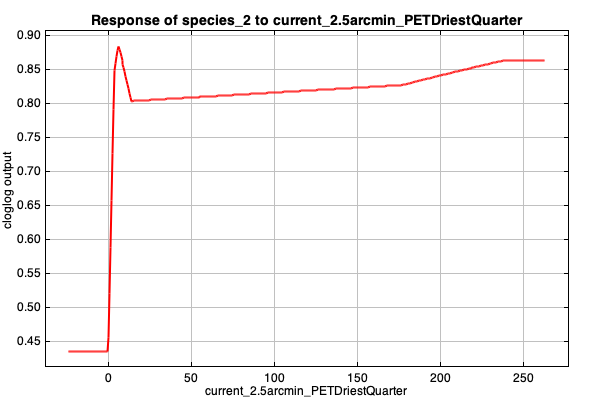 Response of species_2 to current_2.5arcmin_PETDriestQuarter
0.90
0.85
0.80
0.75
0.70
0.65
0.60
0.55
0.50
0.45
cloglog output
0 50 100 150 200 250
current_2.5arcmin_PETDriestQuarter